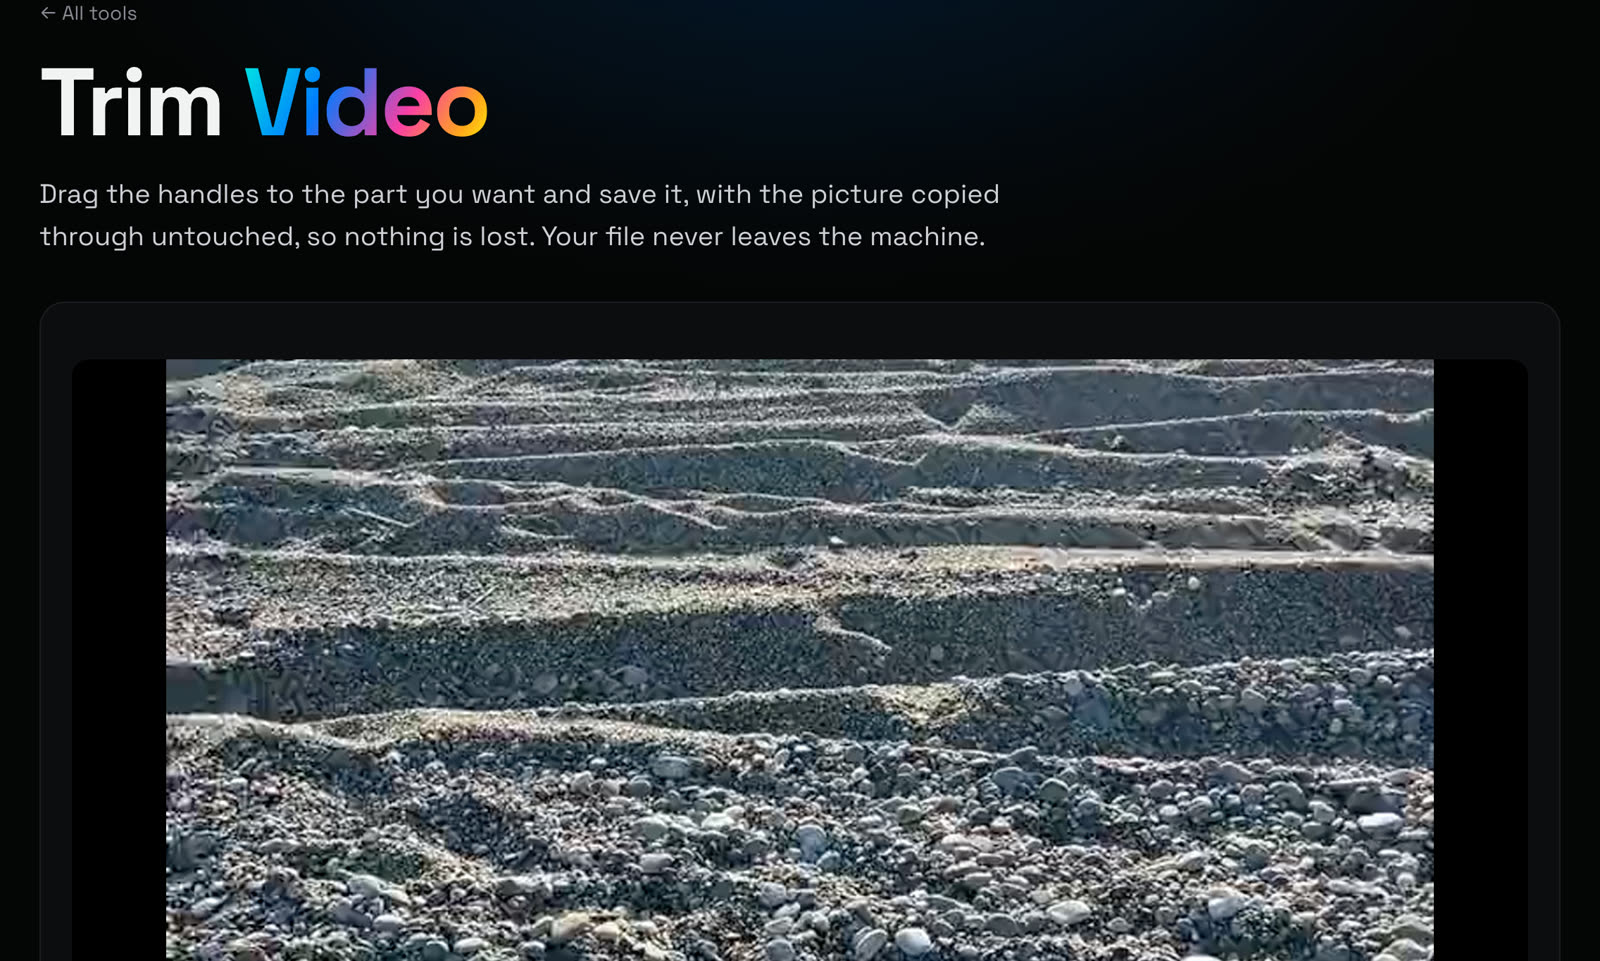 ← All tools
Trim Video
Drag the handles to the part you want and save it, with the picture copied
through untouched, so nothing is lost. Your file never leaves the machine.